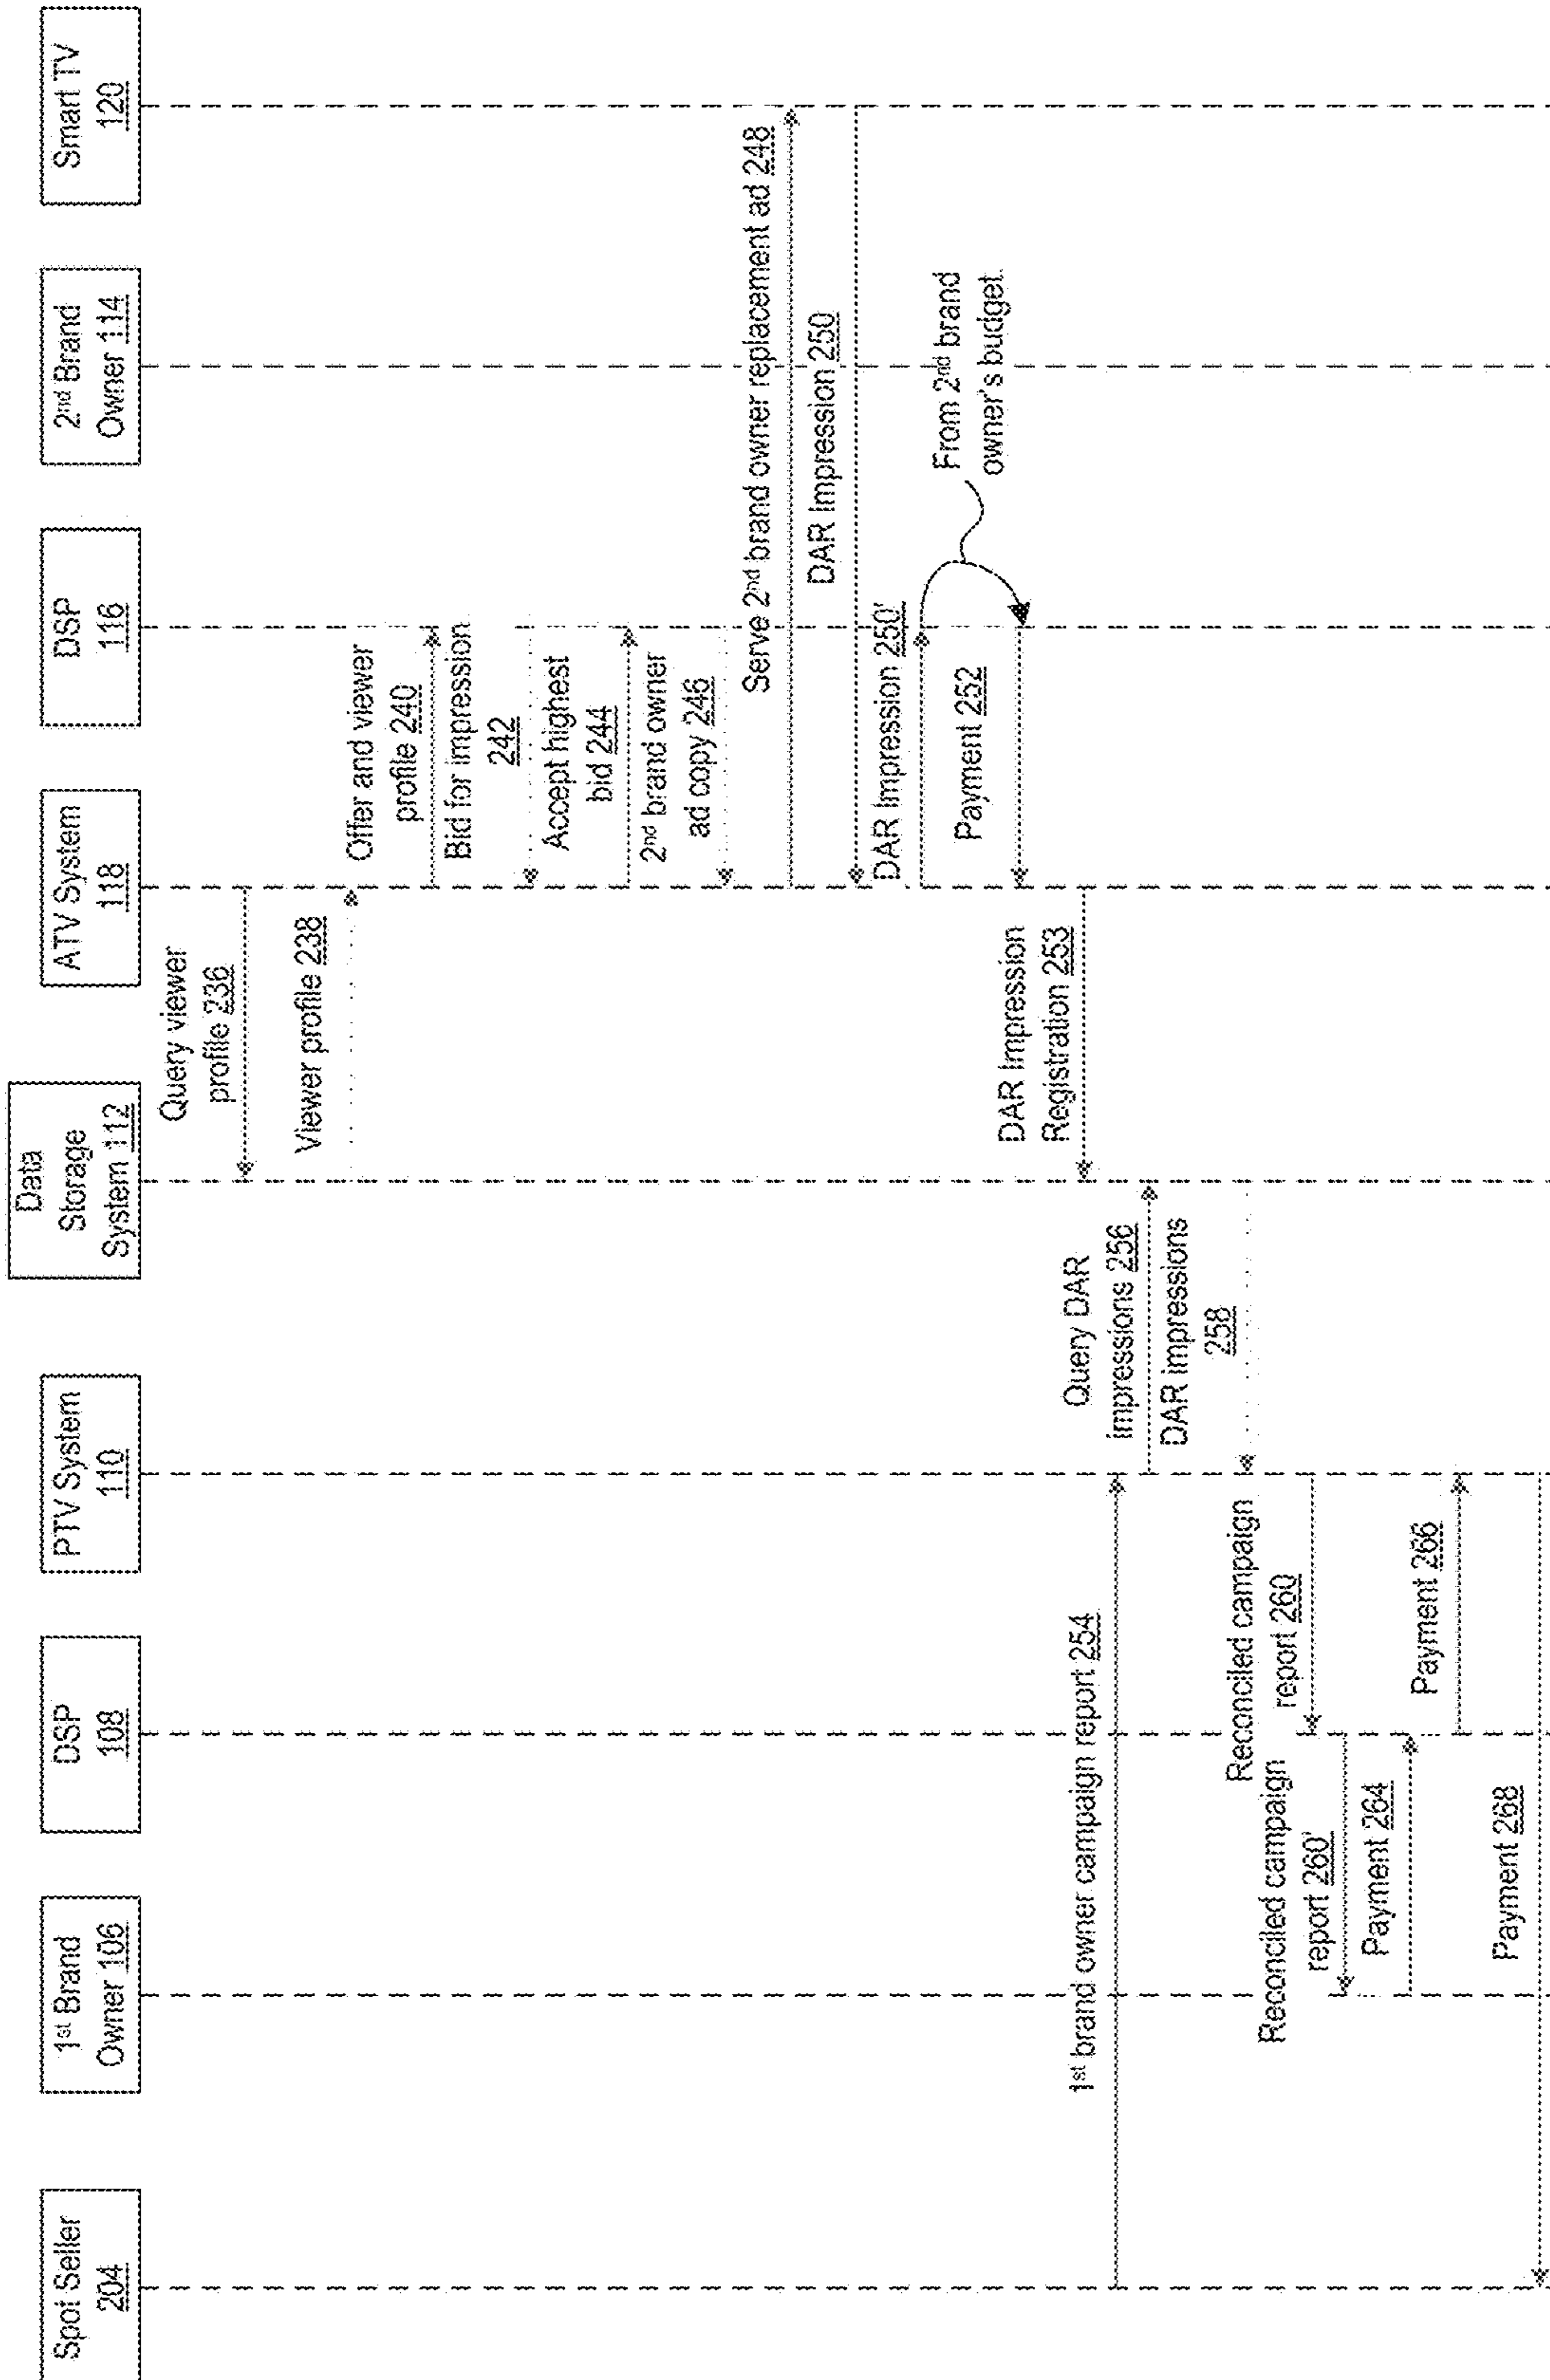 Spot Seller
204
1st Brand
Owner 106
DSP
108
PTV System
110
Data
Storage
System 112
ATV System
118
DSP
116
2nd Brand
Owner 114
Smart TV
120
Query viewer
profile 236
Viewer profile 238
Offer and viewer
profile 240
Bid for impression
242
Accept highest
bid 244
2nd brand owner
ad copy 246
Serve 2nd brand owner replacement ad 248
DAR Impression 250
DAR Impression 250'
From 2nd brand
owner's budget.
Payment 252
DAR Impression
Registration 253
1st brand owner campaign report 254
Query DAR
impressions 256
DAR impressions
258
Reconciled campaign
report 260
Reconciled campaign
report 260'
Payment 264
Payment 266
Payment 268